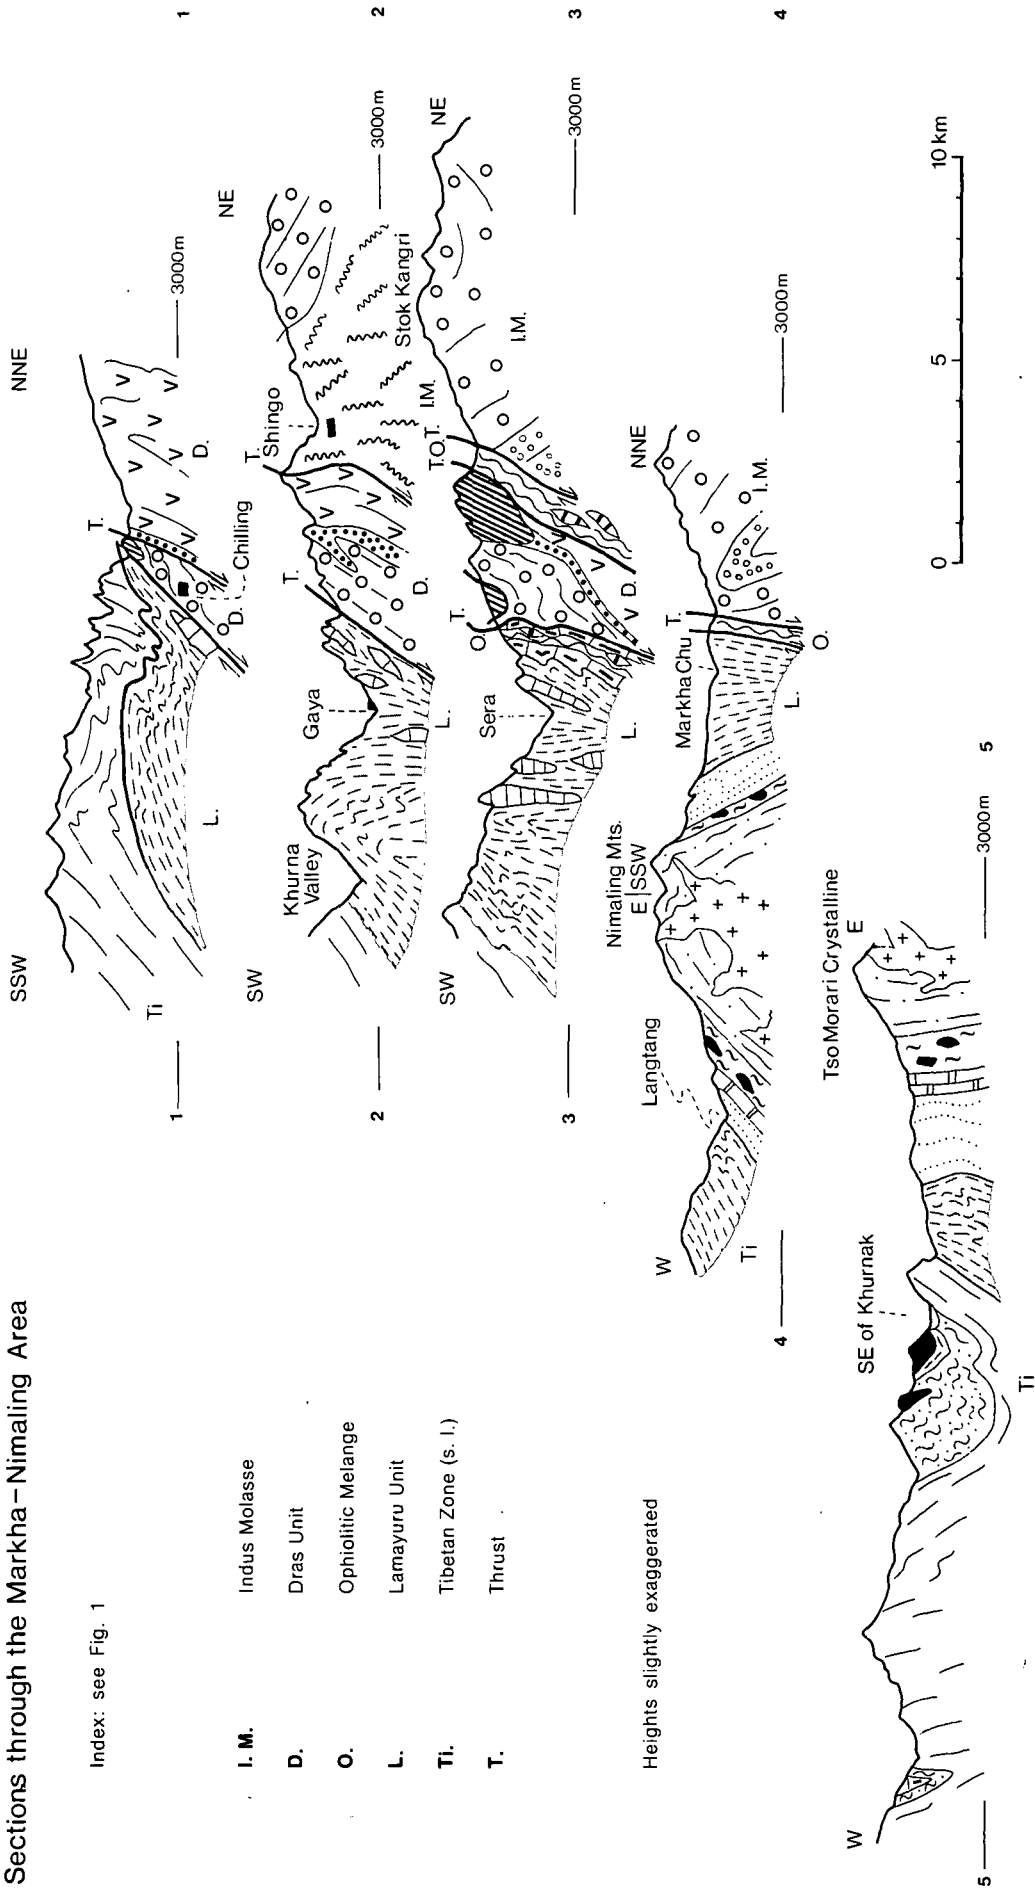 Sections through the Markha-Nimaling Area
Index: see Fig. 1
I. M. Indus Molasse
D. Dras Unit
O. Ophiolitic Melange
L. Lamayuru Unit
Ti. Tibetan Zone (s. l.)
T. Thrust
Heights slightly exaggerated
SSW
NNE
T.
Chilling
D.
D.
L.
Ti
1
3000m
1
SW
NE
Khurna
Valley
Gaya
T.
T.
Shingo
L.
D.
I.M.
2
3000m
2
SW
NE
Sera
O.
T.
T.O.T.
Stok Kangri
L.
D.
I.M.
3
3000m
3
W
Langtang
Nimaling Mts.
E | SSW
Markha Chu
T.
NNE
Ti
L.
O.
I.M.
4
3000m
4
0 5 10 km
W
SE of Khurnak
Tso Morari Crystalline
E
Ti
5
3000m
5